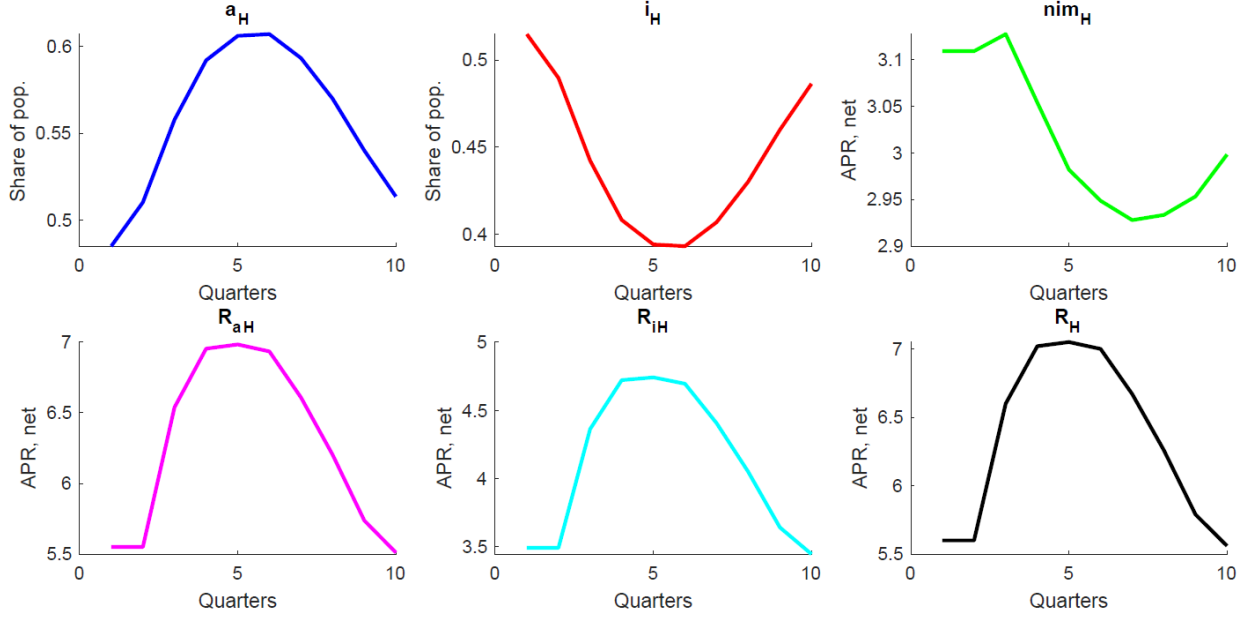 a_H
Share of pop.
0.6
0.55
0.5
0
5
10
Quarters
i_H
Share of pop.
0.5
0.45
0.4
0
5
10
Quarters
nim_H
APR, net
3.1
3.05
3
2.95
2.9
0
5
10
Quarters
R_aH
APR, net
7
6.5
6
5.5
0
5
10
Quarters
R_iH
APR, net
5
4.5
4
3.5
0
5
10
Quarters
R_H
APR, net
7
6.5
6
5.5
0
5
10
Quarters